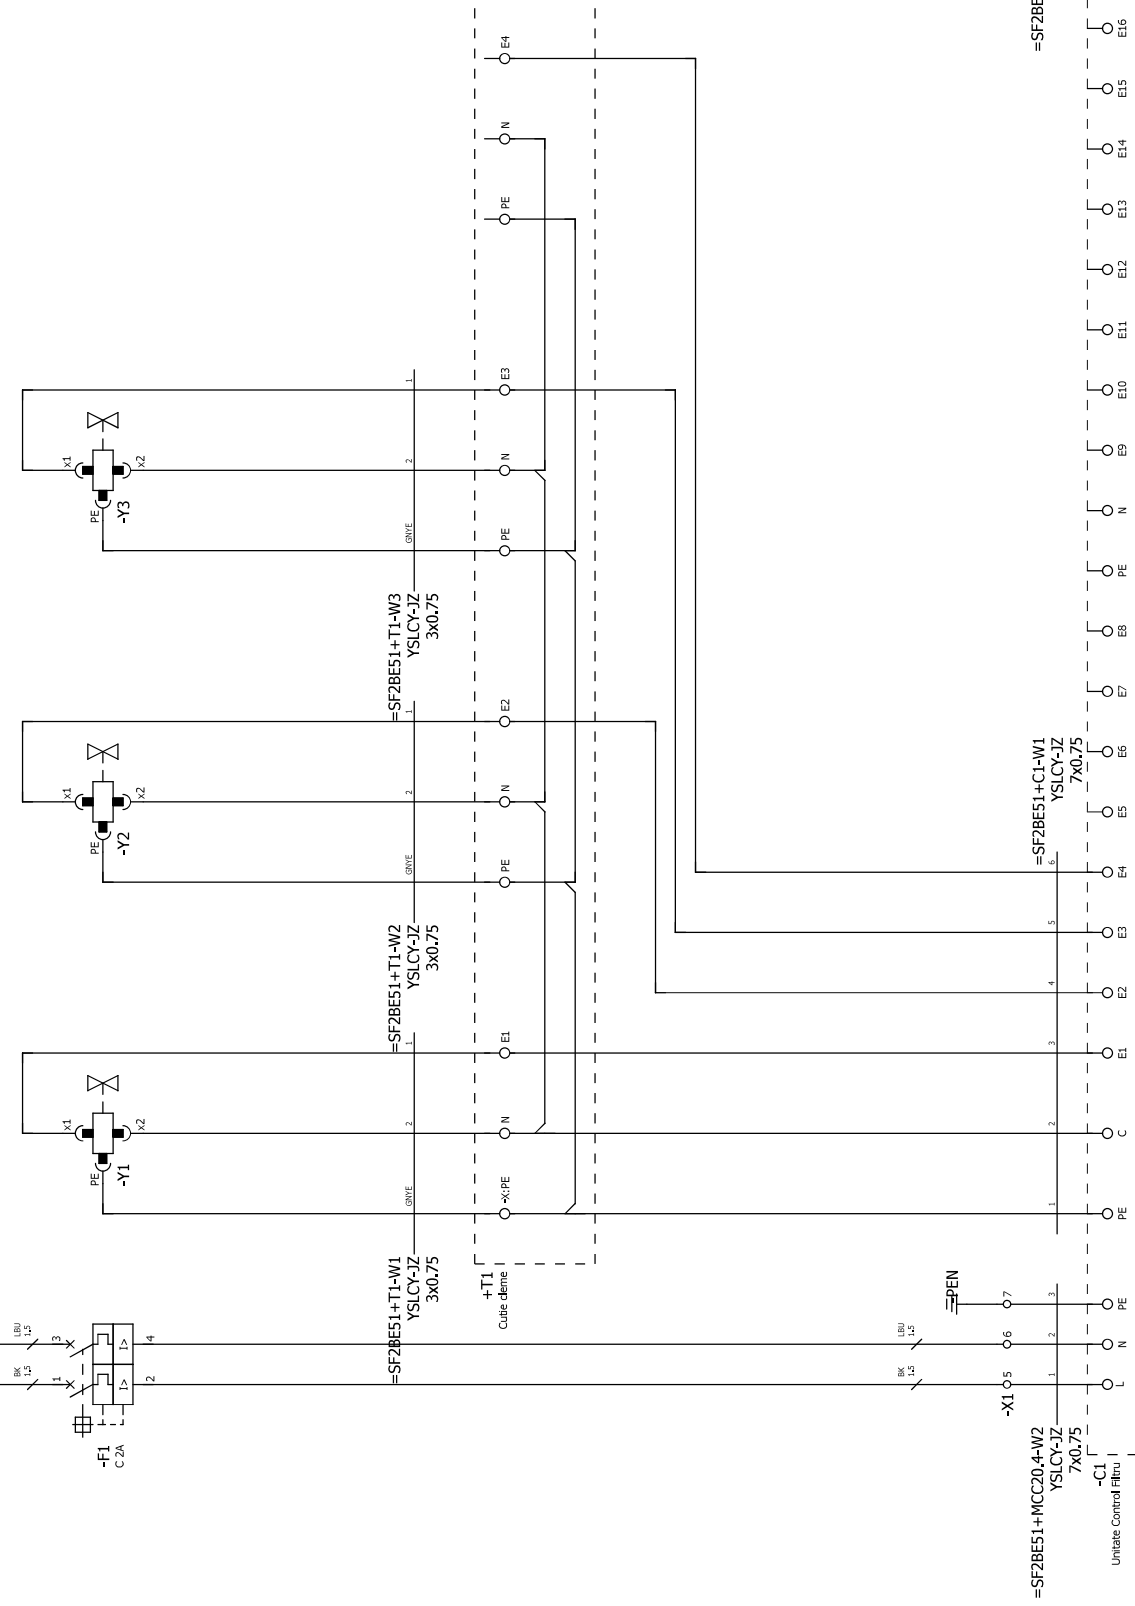 LBU
1.5
3
BK
1.5
1
I>
4
I>
2
-F1
C 2A
x1
x2
PE
-Y1
x1
x2
PE
-Y2
x1
x2
PE
-Y3
1
2
GNYE
=SF2BE51+T1-W1
YSLCY-JZ
3x0.75
1
2
GNYE
=SF2BE51+T1-W2
YSLCY-JZ
3x0.75
1
2
GNYE
=SF2BE51+T1-W3
YSLCY-JZ
3x0.75
+T1
Cutie cleme
-X:PE
N
E1
PE
N
E2
PE
N
E3
PE
N
E4
LBU
1.5
BK
1.5
=PEN
-X1
5
6
7
=SF2BE51+MCC20.4-W2
YSLCY-JZ
7x0.75
1
2
3
=SF2BE51+C1-W1
YSLCY-JZ
7x0.75
1
2
3
4
5
6
-C1
Unitate Control Filtru
L
N
PE
PE
C
E1
E2
E3
E4
E5
E6
E7
E8
PE
N
E9
E10
E11
E12
E13
E14
E15
E16
=SF2BE